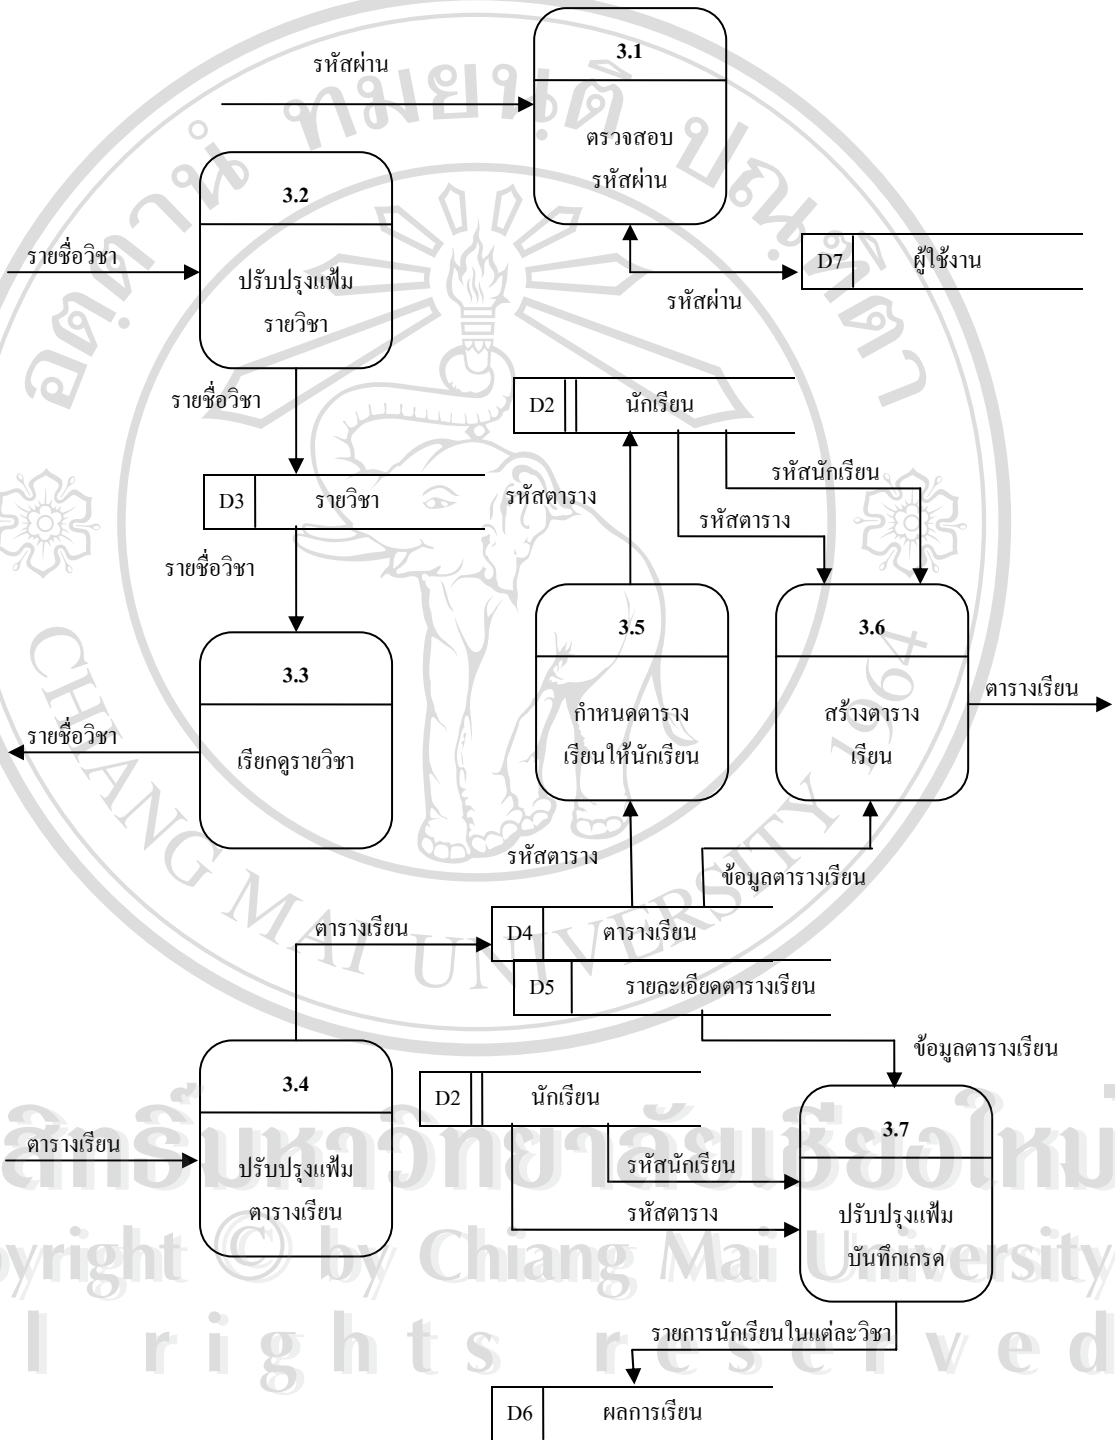 3.1
รหัสผ่าน
ตรวจสอบ
รหัสผ่าน
3.2
รายชื่อวิชา
ปรับปรุงแฟ้ม
รายวิชา
D7 ผู้ใช้งาน
รหัสผ่าน
รายชื่อวิชา
D2 นักเรียน
รหัสนักเรียน
D3 รายวิชา
รหัสตาราง
รหัสตาราง
รายชื่อวิชา
3.5
3.6
3.3
ตารางเรียน
กำหนดตาราง
เรียนให้นักเรียน
สร้างตาราง
เรียน
รายชื่อวิชา
เรียกดูรายวิชา
รหัสตาราง
ข้อมูลตารางเรียน
ตารางเรียน
D4 ตารางเรียน
D5 รายละเอียดตารางเรียน
ข้อมูลตารางเรียน
3.4
D2 นักเรียน
3.7
ตารางเรียน
ปรับปรุงแฟ้ม
ตารางเรียน
รหัสนักเรียน
รหัสตาราง
ปรับปรุงแฟ้ม
บันทึกเกรด
รายการนักเรียนในแต่ละวิชา
D6 ผลการเรียน
CHIANG MAI UNIVERSITY 1964
สิทธิ์มหาวิทยาลัยเชียงใหม่
pyright © by Chiang Mai University
l rights reserved